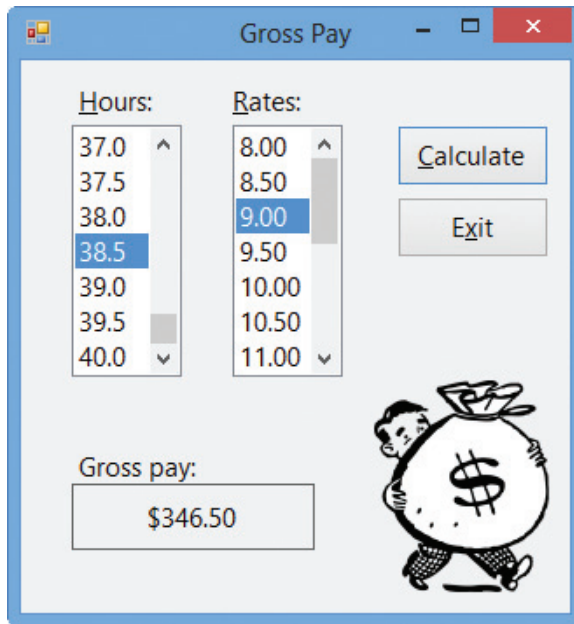 Gross Pay
Hours:
37.0
37.5
38.0
38.5
39.0
39.5
40.0
Rates:
8.00
8.50
9.00
9.50
10.00
10.50
11.00
Calculate
Exit
Gross pay:
$346.50
$